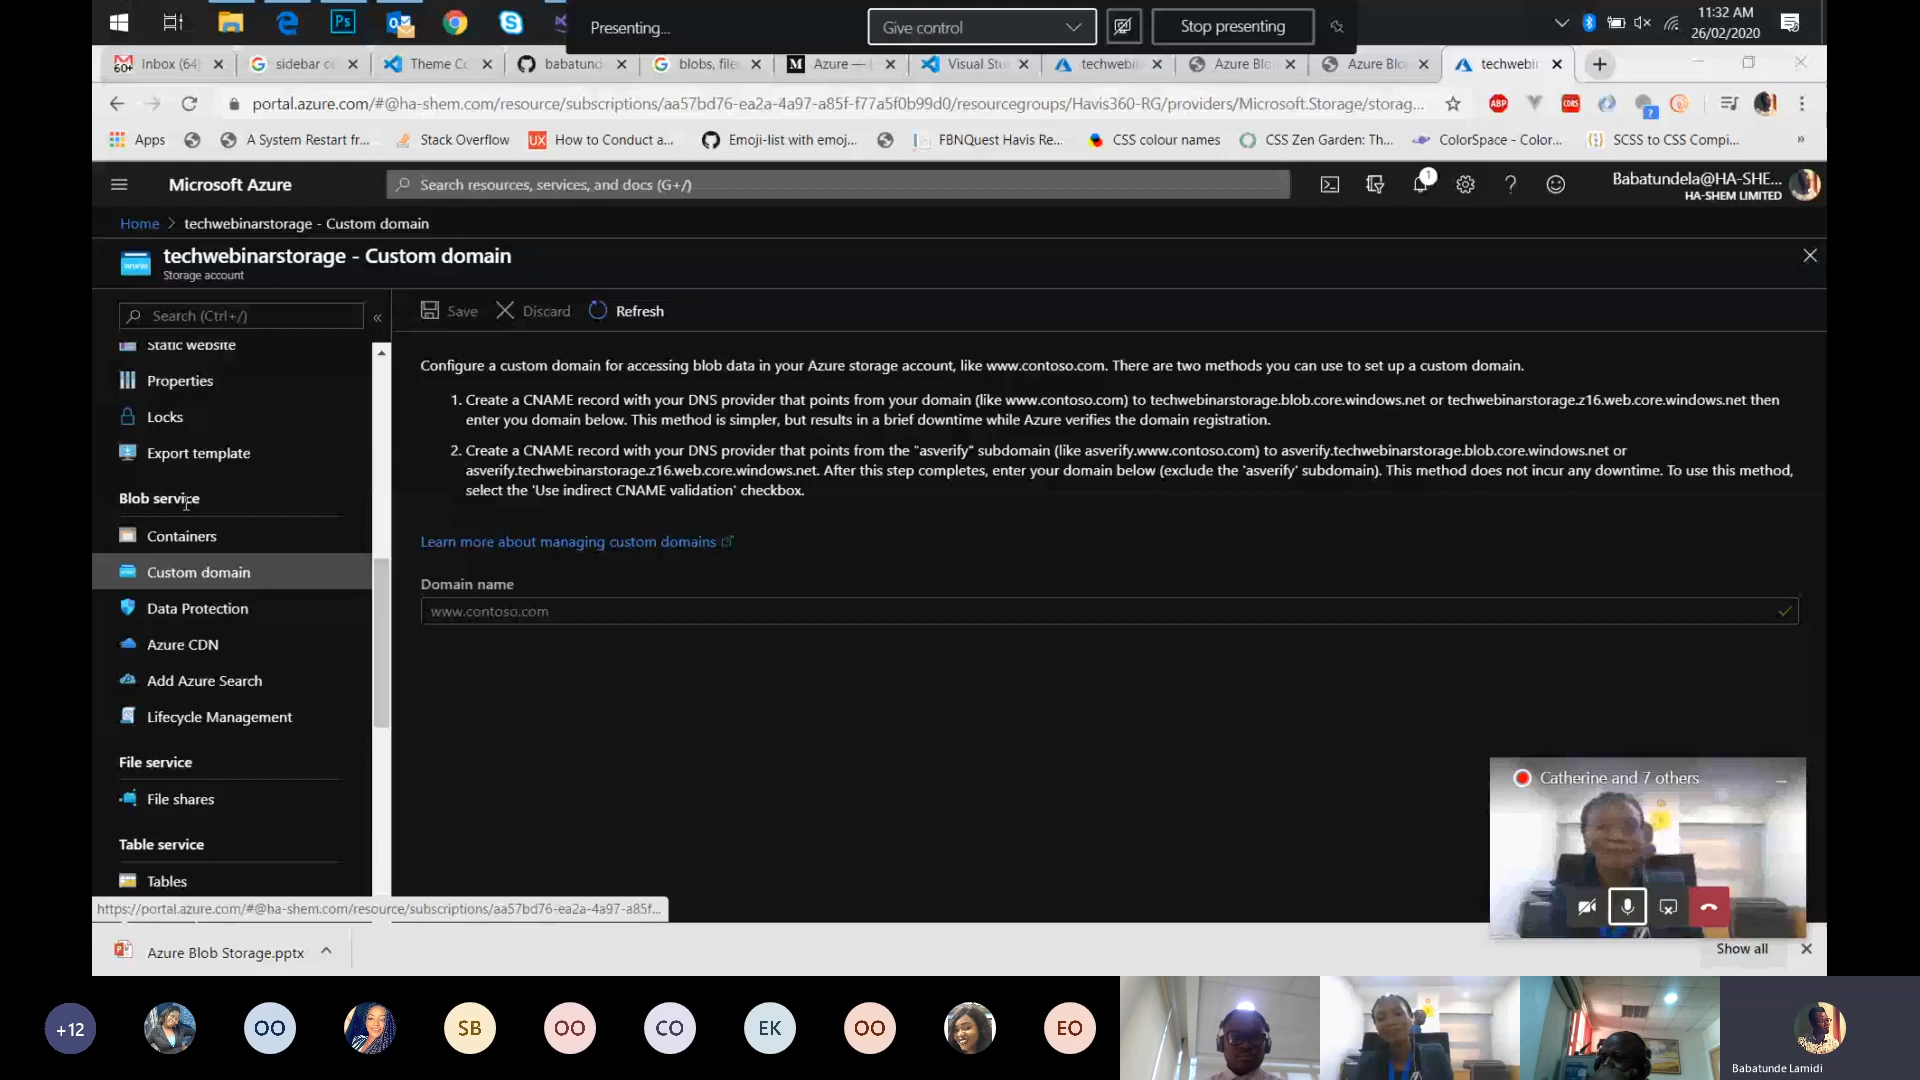 Ps
Presenting...
Give control
Stop presenting
11:32 AM
26/02/2020
Inbox (64
sidebar c
Theme C
babatund
blobs, file
Azure —
Visual Stu
techwebin
Azure Blo
Azure Blo
techwebin
portal.azure.com/#@ha-shem.com/resource/subscriptions/aa57bd76-ea2a-4a97-a85f-f77a5f0b99d0/resourcegroups/Havis360-RG/providers/Microsoft.Storage/storag...
ABP
CORS
Apps
A System Restart fr...
Stack Overflow
UX
How to Conduct a...
Emoji-list with emoj...
FBNQuest Havis Re...
CSS colour names
CSS Zen Garden: Th...
ColorSpace - Color...
SCSS to CSS Compi...
»
Microsoft Azure
Search resources, services, and docs (G+/)
1
Babatundela@HA-SHE...
HA-SHEM LIMITED
Home > techwebinarstorage - Custom domain
techwebinarstorage - Custom domain
Storage account
Search (Ctrl+/)
«
Save
Discard
Refresh
Static website
Properties
Locks
Export template
Blob service
Containers
Custom domain
Data Protection
Azure CDN
Add Azure Search
Lifecycle Management
File service
File shares
Table service
Tables
Configure a custom domain for accessing blob data in your Azure storage account, like www.contoso.com. There are two methods you can use to set up a custom domain.
1. Create a CNAME record with your DNS provider that points from your domain (like www.contoso.com) to techwebinarstorage.blob.core.windows.net or techwebinarstorage.z16.web.core.windows.net then
enter you domain below. This method is simpler, but results in a brief downtime while Azure verifies the domain registration.
2. Create a CNAME record with your DNS provider that points from the "asverify" subdomain (like asverify.www.contoso.com) to asverify.techwebinarstorage.blob.core.windows.net or
asverify.techwebinarstorage.z16.web.core.windows.net. After this step completes, enter your domain below (exclude the 'asverify' subdomain). This method does not incur any downtime. To use this method,
select the 'Use indirect CNAME validation' checkbox.
Learn more about managing custom domains
Domain name
www.contoso.com
Catherine and 7 others
https://portal.azure.com/#@ha-shem.com/resource/subscriptions/aa57bd76-ea2a-4a97-a85f...
Azure Blob Storage.pptx
Show all
+12
OO
SB
OO
CO
EK
OO
EO
Babatunde Lamidi